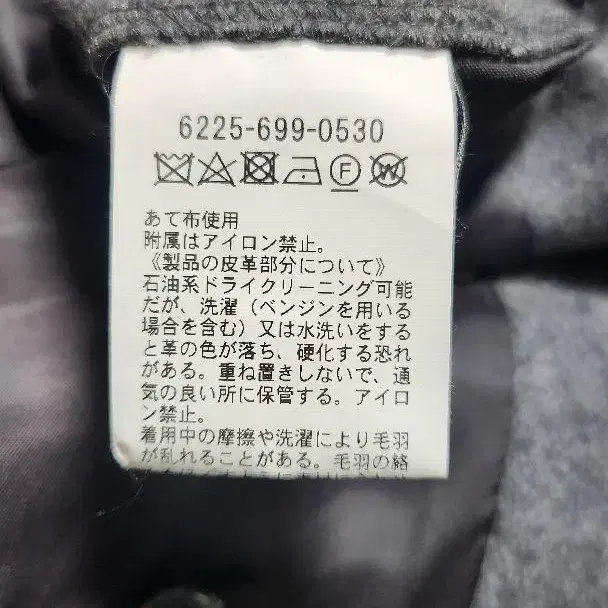 6225-699-0530
F W
あて布使用
附属はアイロン禁止。
《製品の皮革部分について》
石油系ドライクリーニング可能
だが、洗濯（ベンジンを用いる
場合を含む）又は水洗いをする
と革の色が落ち、硬化する恐れ
がある。重ね置きしないで、通
気の良い所に保管する。アイロ
ン禁止。
着用中の摩擦や洗濯により毛羽
が乱れることがある。毛羽の絡